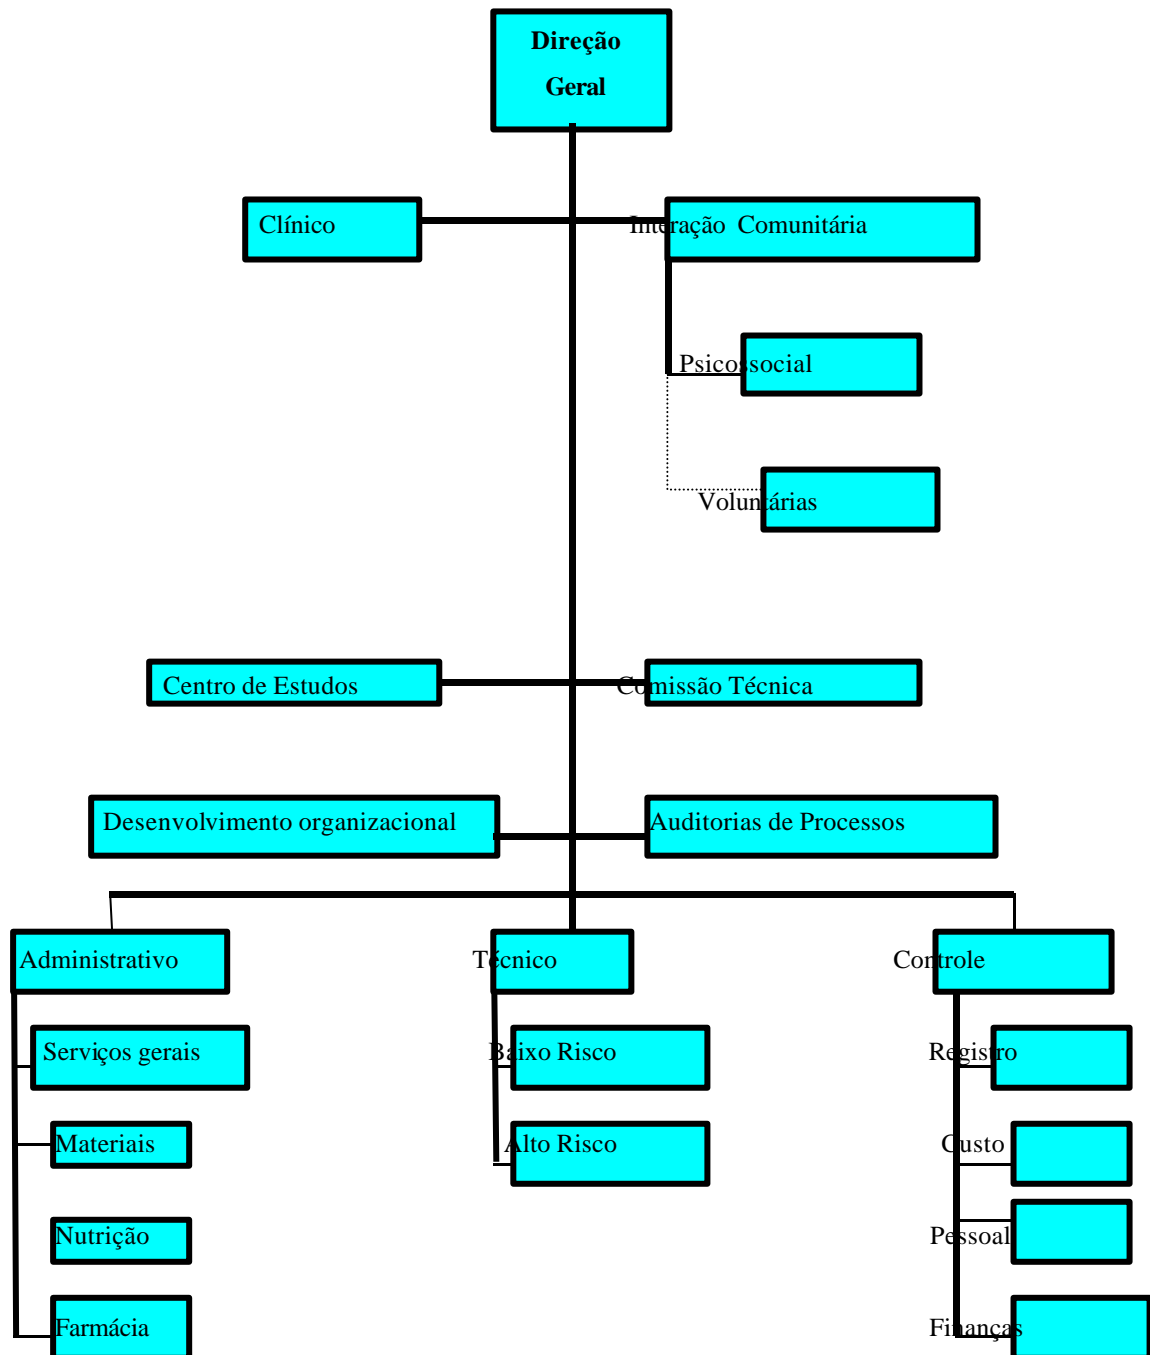 Direção
Geral
Clínico
Interação Comunitária
Psicossocial
Voluntárias
Centro de Estudos
Comissão Técnica
Desenvolvimento organizacional
Auditorias de Processos
Administrativo
Técnico
Controle
Serviços gerais
Baixo Risco
Registro
Materiais
Alto Risco
Custo
Nutrição
Pessoal
Farmácia
Finanças